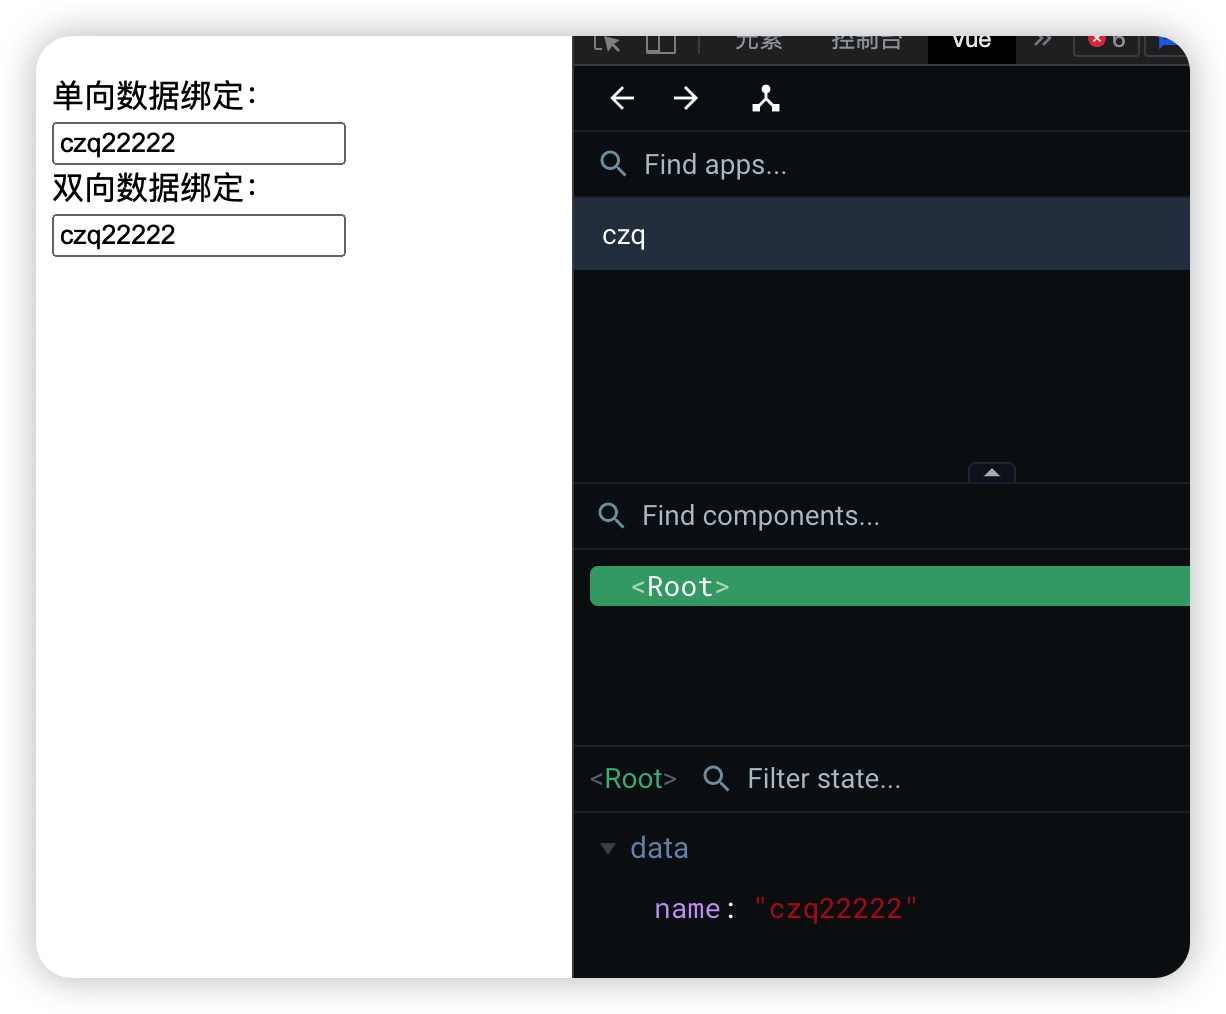 单向数据绑定：
czq22222
双向数据绑定：
czq22222
元素 控制台 Vue 6
Find apps...
czq
Find components...
<Root>
<Root> Filter state...
data
name: "czq22222"